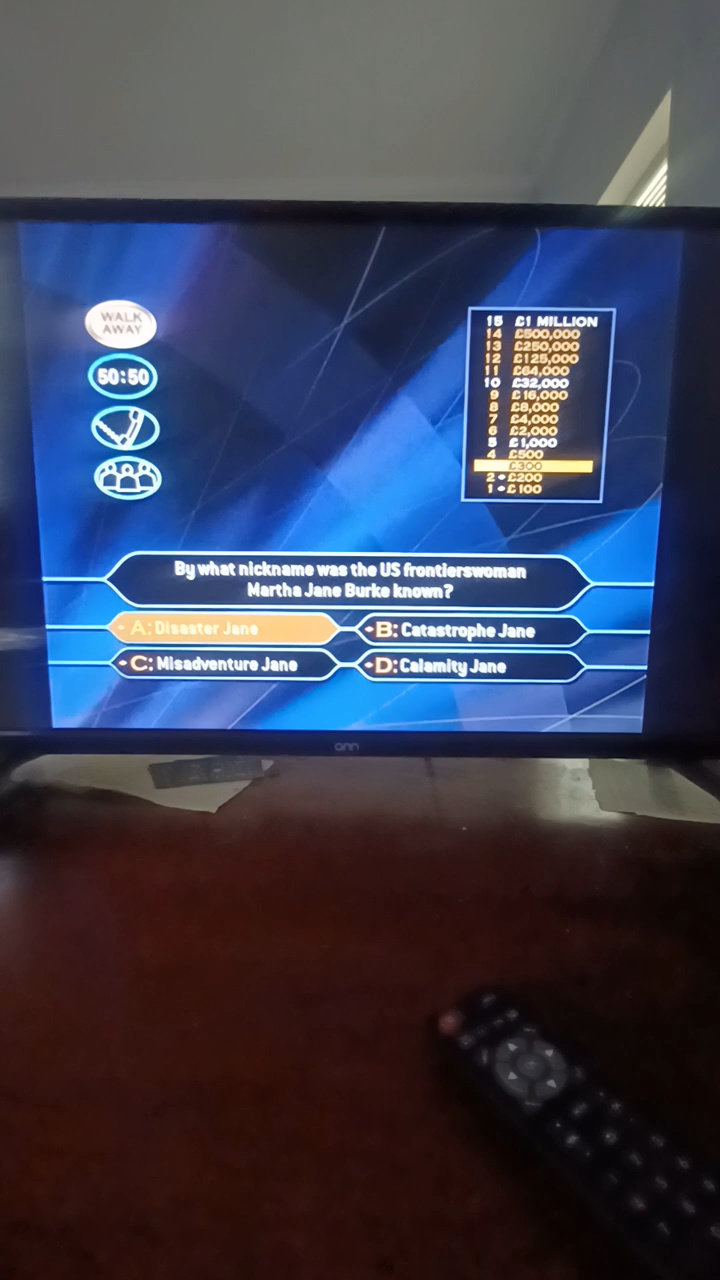 WALK
AWAY
50:50
15 £1 MILLION
14 £500,000
13 £250,000
12 £125,000
11 £64,000
10 £32,000
9 £16,000
8 £8,000
7 £4,000
6 £2,000
5 £1,000
4 £500
£300
2 £200
1 £100
By what nickname was the US frontierswoman
Martha Jane Burke known?
A: Disaster Jane
B: Catastrophe Jane
C: Misadventure Jane
D: Calamity Jane
onn